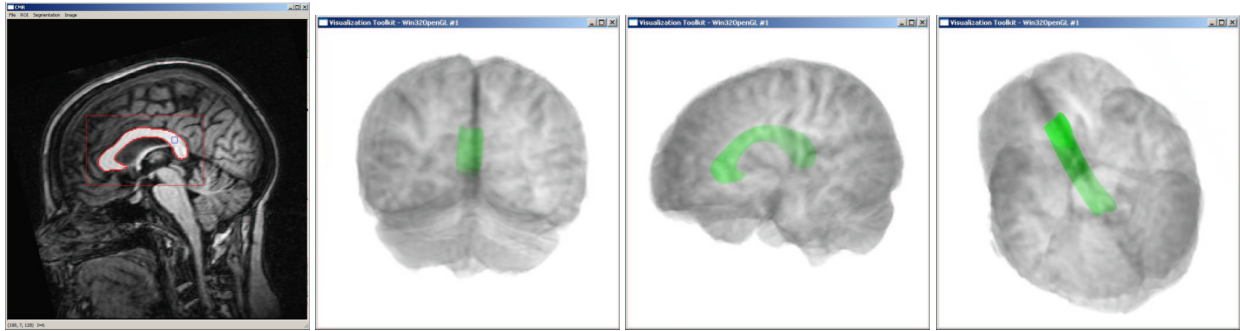 CMR
File ROI Segmentation Image
Visualization Toolkit - Win32OpenGL #1
Visualization Toolkit - Win32OpenGL #1
Visualization Toolkit - Win32OpenGL #1